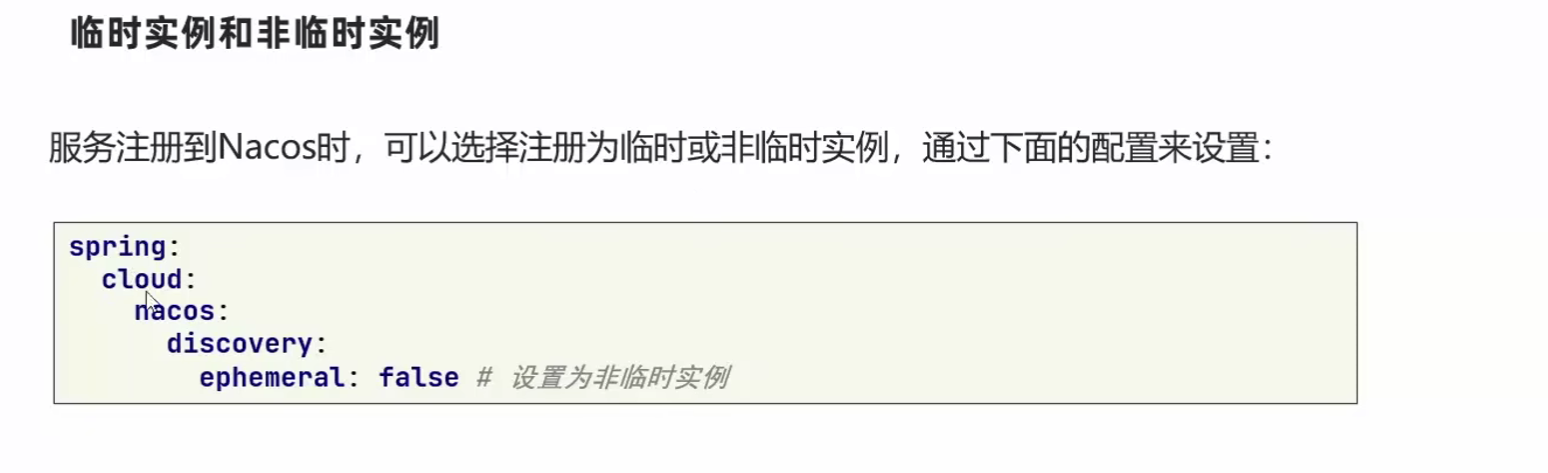 临时实例和非临时实例
服务注册到Nacos时，可以选择注册为临时或非临时实例，通过下面的配置来设置：
spring:
  cloud:
    nacos:
      discovery:
        ephemeral: false # 设置为非临时实例